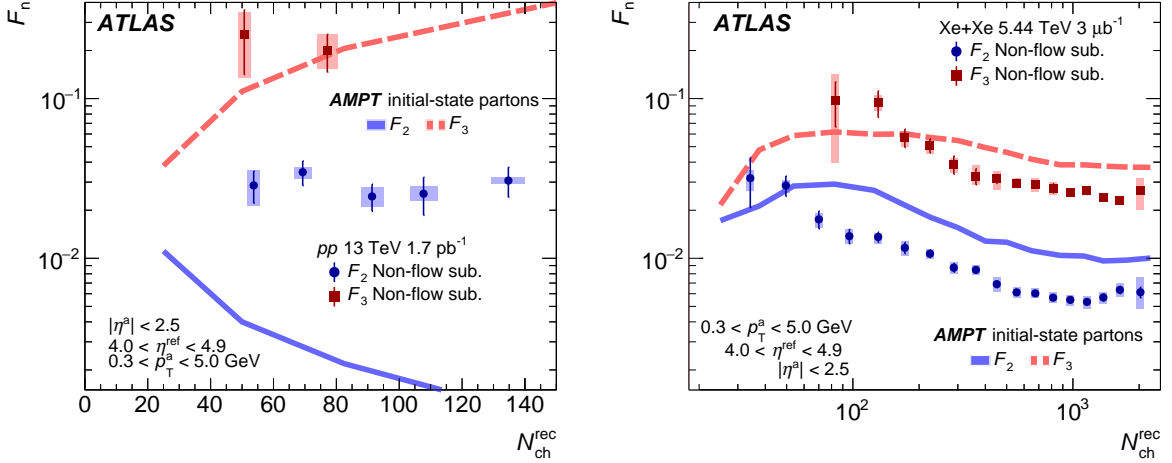 F_n
ATLAS
10^−1
10^−2
AMPT initial-state partons
F_2 F_3
pp 13 TeV 1.7 pb^-1
F_2 Non-flow sub.
F_3 Non-flow sub.
|η^a| < 2.5
4.0 < η^ref < 4.9
0.3 < p_T^a < 5.0 GeV
0 20 40 60 80 100 120 140
N_ch^rec
F_n
ATLAS
Xe+Xe 5.44 TeV 3 μb^-1
F_2 Non-flow sub.
F_3 Non-flow sub.
10^−1
10^−2
0.3 < p_T^a < 5.0 GeV
4.0 < η^ref < 4.9
|η^a| < 2.5
AMPT initial-state partons
F_2 F_3
10^2 10^3
N_ch^rec